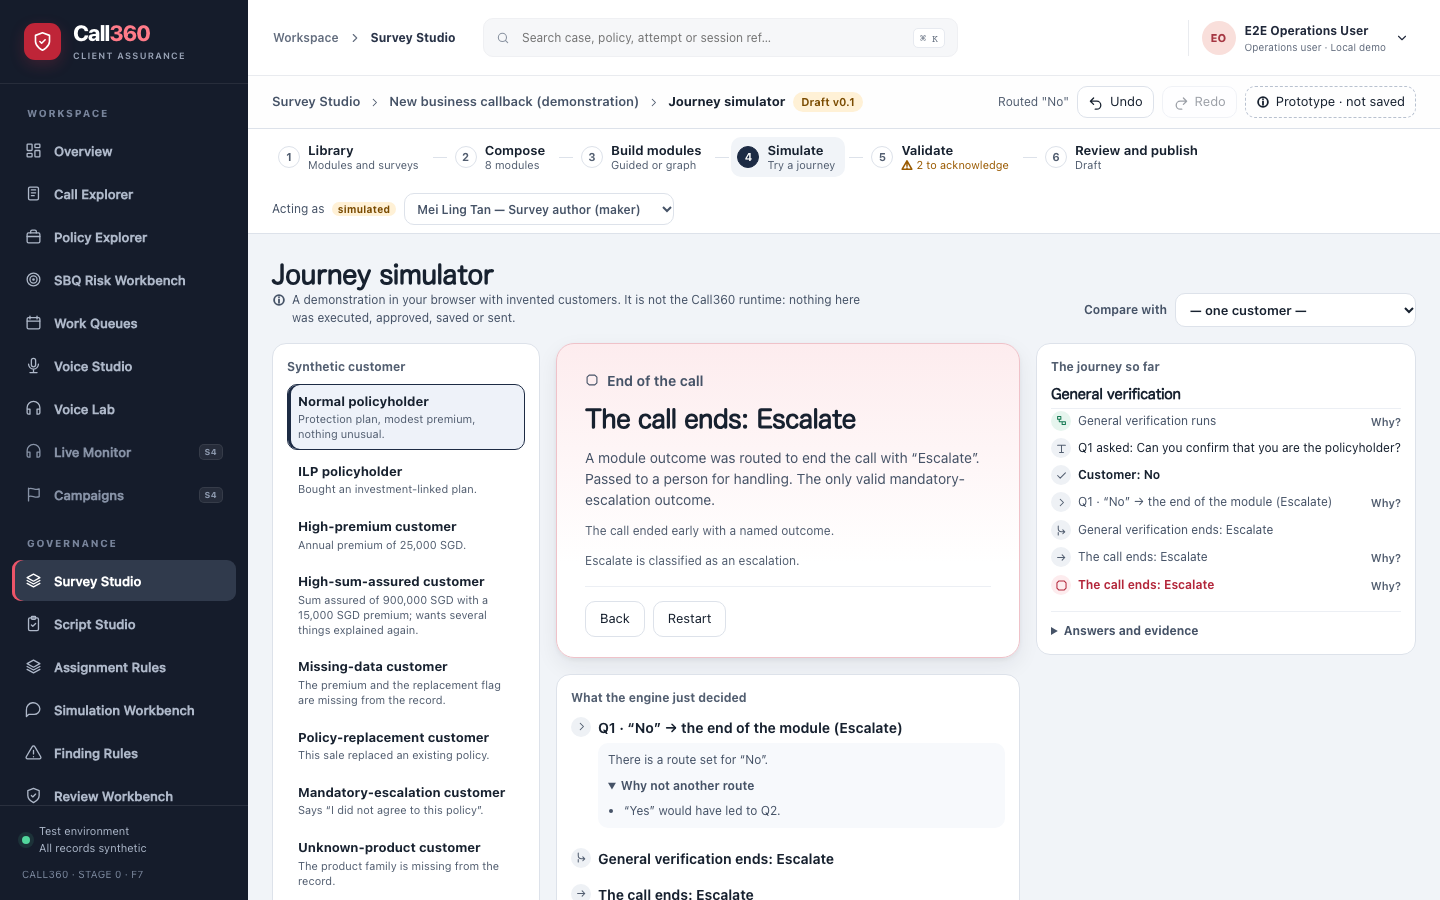 Call360
CLIENT ASSURANCE
WORKSPACE
Overview
Call Explorer
Policy Explorer
SBQ Risk Workbench
Work Queues
Voice Studio
Voice Lab
Live Monitor S4
Campaigns S4
GOVERNANCE
Survey Studio
Script Studio
Assignment Rules
Simulation Workbench
Finding Rules
Review Workbench
Test environment
All records synthetic
CALL360 · STAGE 0 · F7
Workspace > Survey Studio
Search case, policy, attempt or session ref...
⌘ K
EO
E2E Operations User
Operations user · Local demo
Survey Studio > New business callback (demonstration) > Journey simulator Draft v0.1
Routed "No" Undo Redo Prototype · not saved
1 Library
Modules and surveys
2 Compose
8 modules
3 Build modules
Guided or graph
4 Simulate
Try a journey
5 Validate
2 to acknowledge
6 Review and publish
Draft
Acting as simulated Mei Ling Tan — Survey author (maker)
Journey simulator
A demonstration in your browser with invented customers. It is not the Call360 runtime: nothing here
was executed, approved, saved or sent.
Compare with — one customer —
Synthetic customer
Normal policyholder
Protection plan, modest premium,
nothing unusual.
ILP policyholder
Bought an investment-linked plan.
High-premium customer
Annual premium of 25,000 SGD.
High-sum-assured customer
Sum assured of 900,000 SGD with a
15,000 SGD premium; wants several
things explained again.
Missing-data customer
The premium and the replacement flag
are missing from the record.
Policy-replacement customer
This sale replaced an existing policy.
Mandatory-escalation customer
Says “I did not agree to this policy”.
Unknown-product customer
The product family is missing from the
record.
End of the call
The call ends: Escalate
A module outcome was routed to end the call with “Escalate”.
Passed to a person for handling. The only valid mandatory-
escalation outcome.
The call ended early with a named outcome.
Escalate is classified as an escalation.
Back Restart
What the engine just decided
Q1 · “No” → the end of the module (Escalate)
There is a route set for “No”.
▼ Why not another route
• “Yes” would have led to Q2.
General verification ends: Escalate
The call ends: Escalate
The journey so far
General verification
General verification runs Why?
Q1 asked: Can you confirm that you are the policyholder?
Customer: No
Q1 · “No” → the end of the module (Escalate) Why?
General verification ends: Escalate
The call ends: Escalate Why?
The call ends: Escalate Why?
▶ Answers and evidence